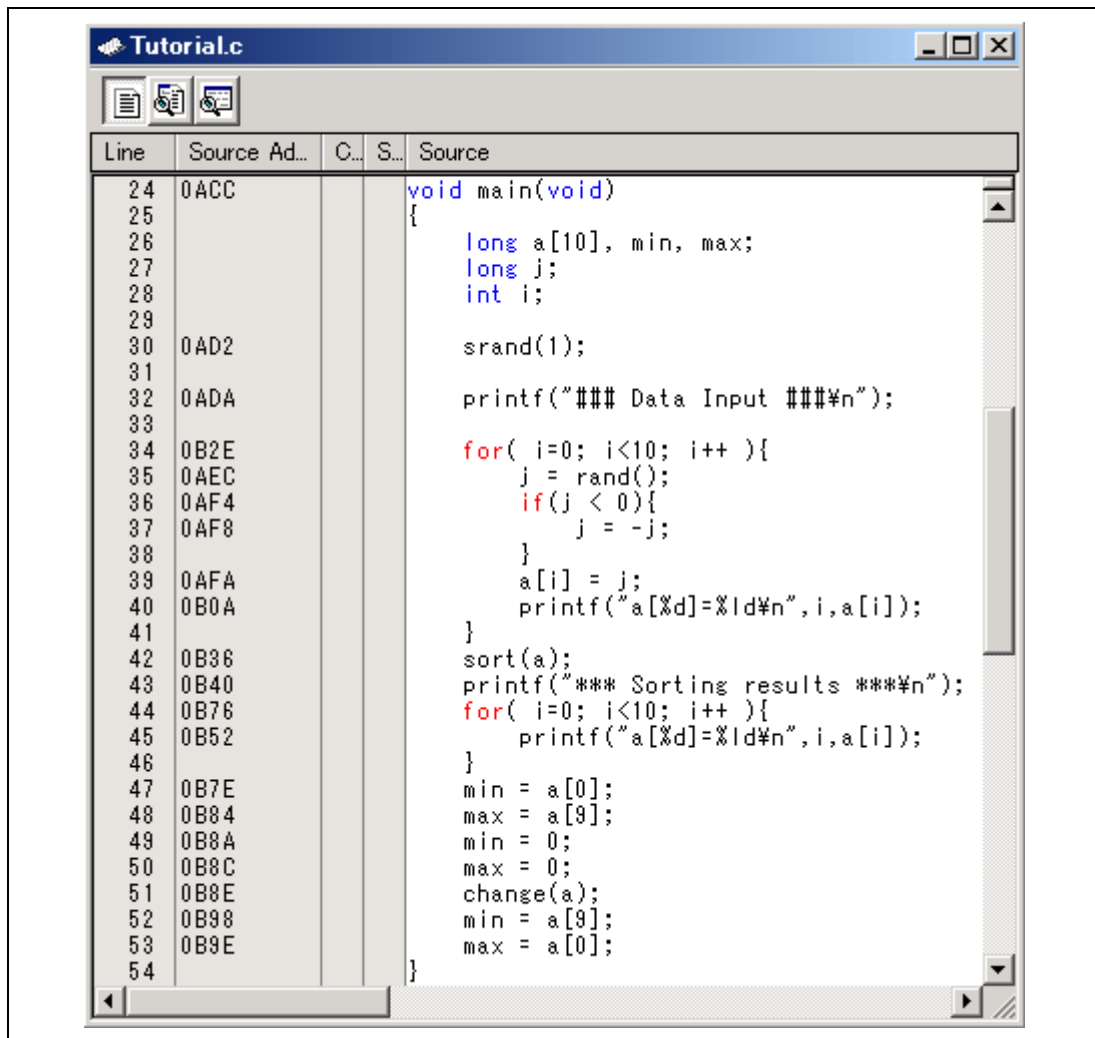 Tutorial.c
Line Source Ad... C... S... Source
24 0ACC void main(void)
25 {
26 long a[10], min, max;
27 long j;
28 int i;
29
30 0AD2 srand(1);
31
32 0ADA printf("### Data Input ###¥n");
33
34 0B2E for( i=0; i<10; i++ ){
35 0AEC j = rand();
36 0AF4 if(j < 0){
37 0AF8 j = -j;
38 }
39 0AFA a[i] = j;
40 0B0A printf("a[%d]=%ld¥n",i,a[i]);
41 }
42 0B36 sort(a);
43 0B40 printf("*** Sorting results ***¥n");
44 0B76 for( i=0; i<10; i++ ){
45 0B52 printf("a[%d]=%ld¥n",i,a[i]);
46 }
47 0B7E min = a[0];
48 0B84 max = a[9];
49 0B8A min = 0;
50 0B8C max = 0;
51 0B8E change(a);
52 0B98 min = a[9];
53 0B9E max = a[0];
54 }